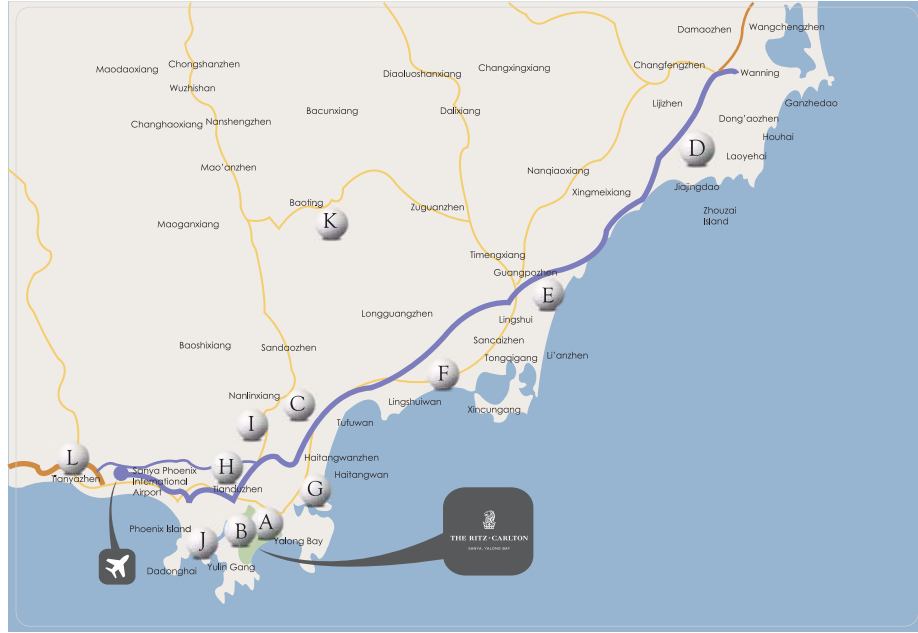 Damaozhen
Wangchengzhen
Maodaoxiang
Chongshanzhen
Diaoluoshanxiang
Changxingxiang
Changfengzhen
Wanning
Wuzhishan
Lijizhen
Ganzhedao
Changhaoxiang
Nanshengzhen
Bacunxiang
Dalixiang
Dong'aozhen
Houhai
D
Laoyehai
Mao'anzhen
Nanqiaoxiang
Xingmeixiang
Jiajingdao
Baoting
Zuguanzhen
Zhouzai
Island
Maoganxiang
K
Timengxiang
Guangpozhen
E
Longguangzhen
Lingshui
Baoshixiang
Sandaozhen
Sancaizhen
Tongqigang
Li'anzhen
F
Nanlinxiang
C
Lingshuiwan
Xincungang
I
Tufuwan
L
Tianyazhen
Sanya Phoenix
International
Airport
H
Tianduzhen
Haitangwanzhen
Haitangwan
G
Phoenix Island
J
B
A
Yalong Bay
Dadonghai
Yulin Gang
THE RITZ-CARLTON
SANYA, YALONG BAY